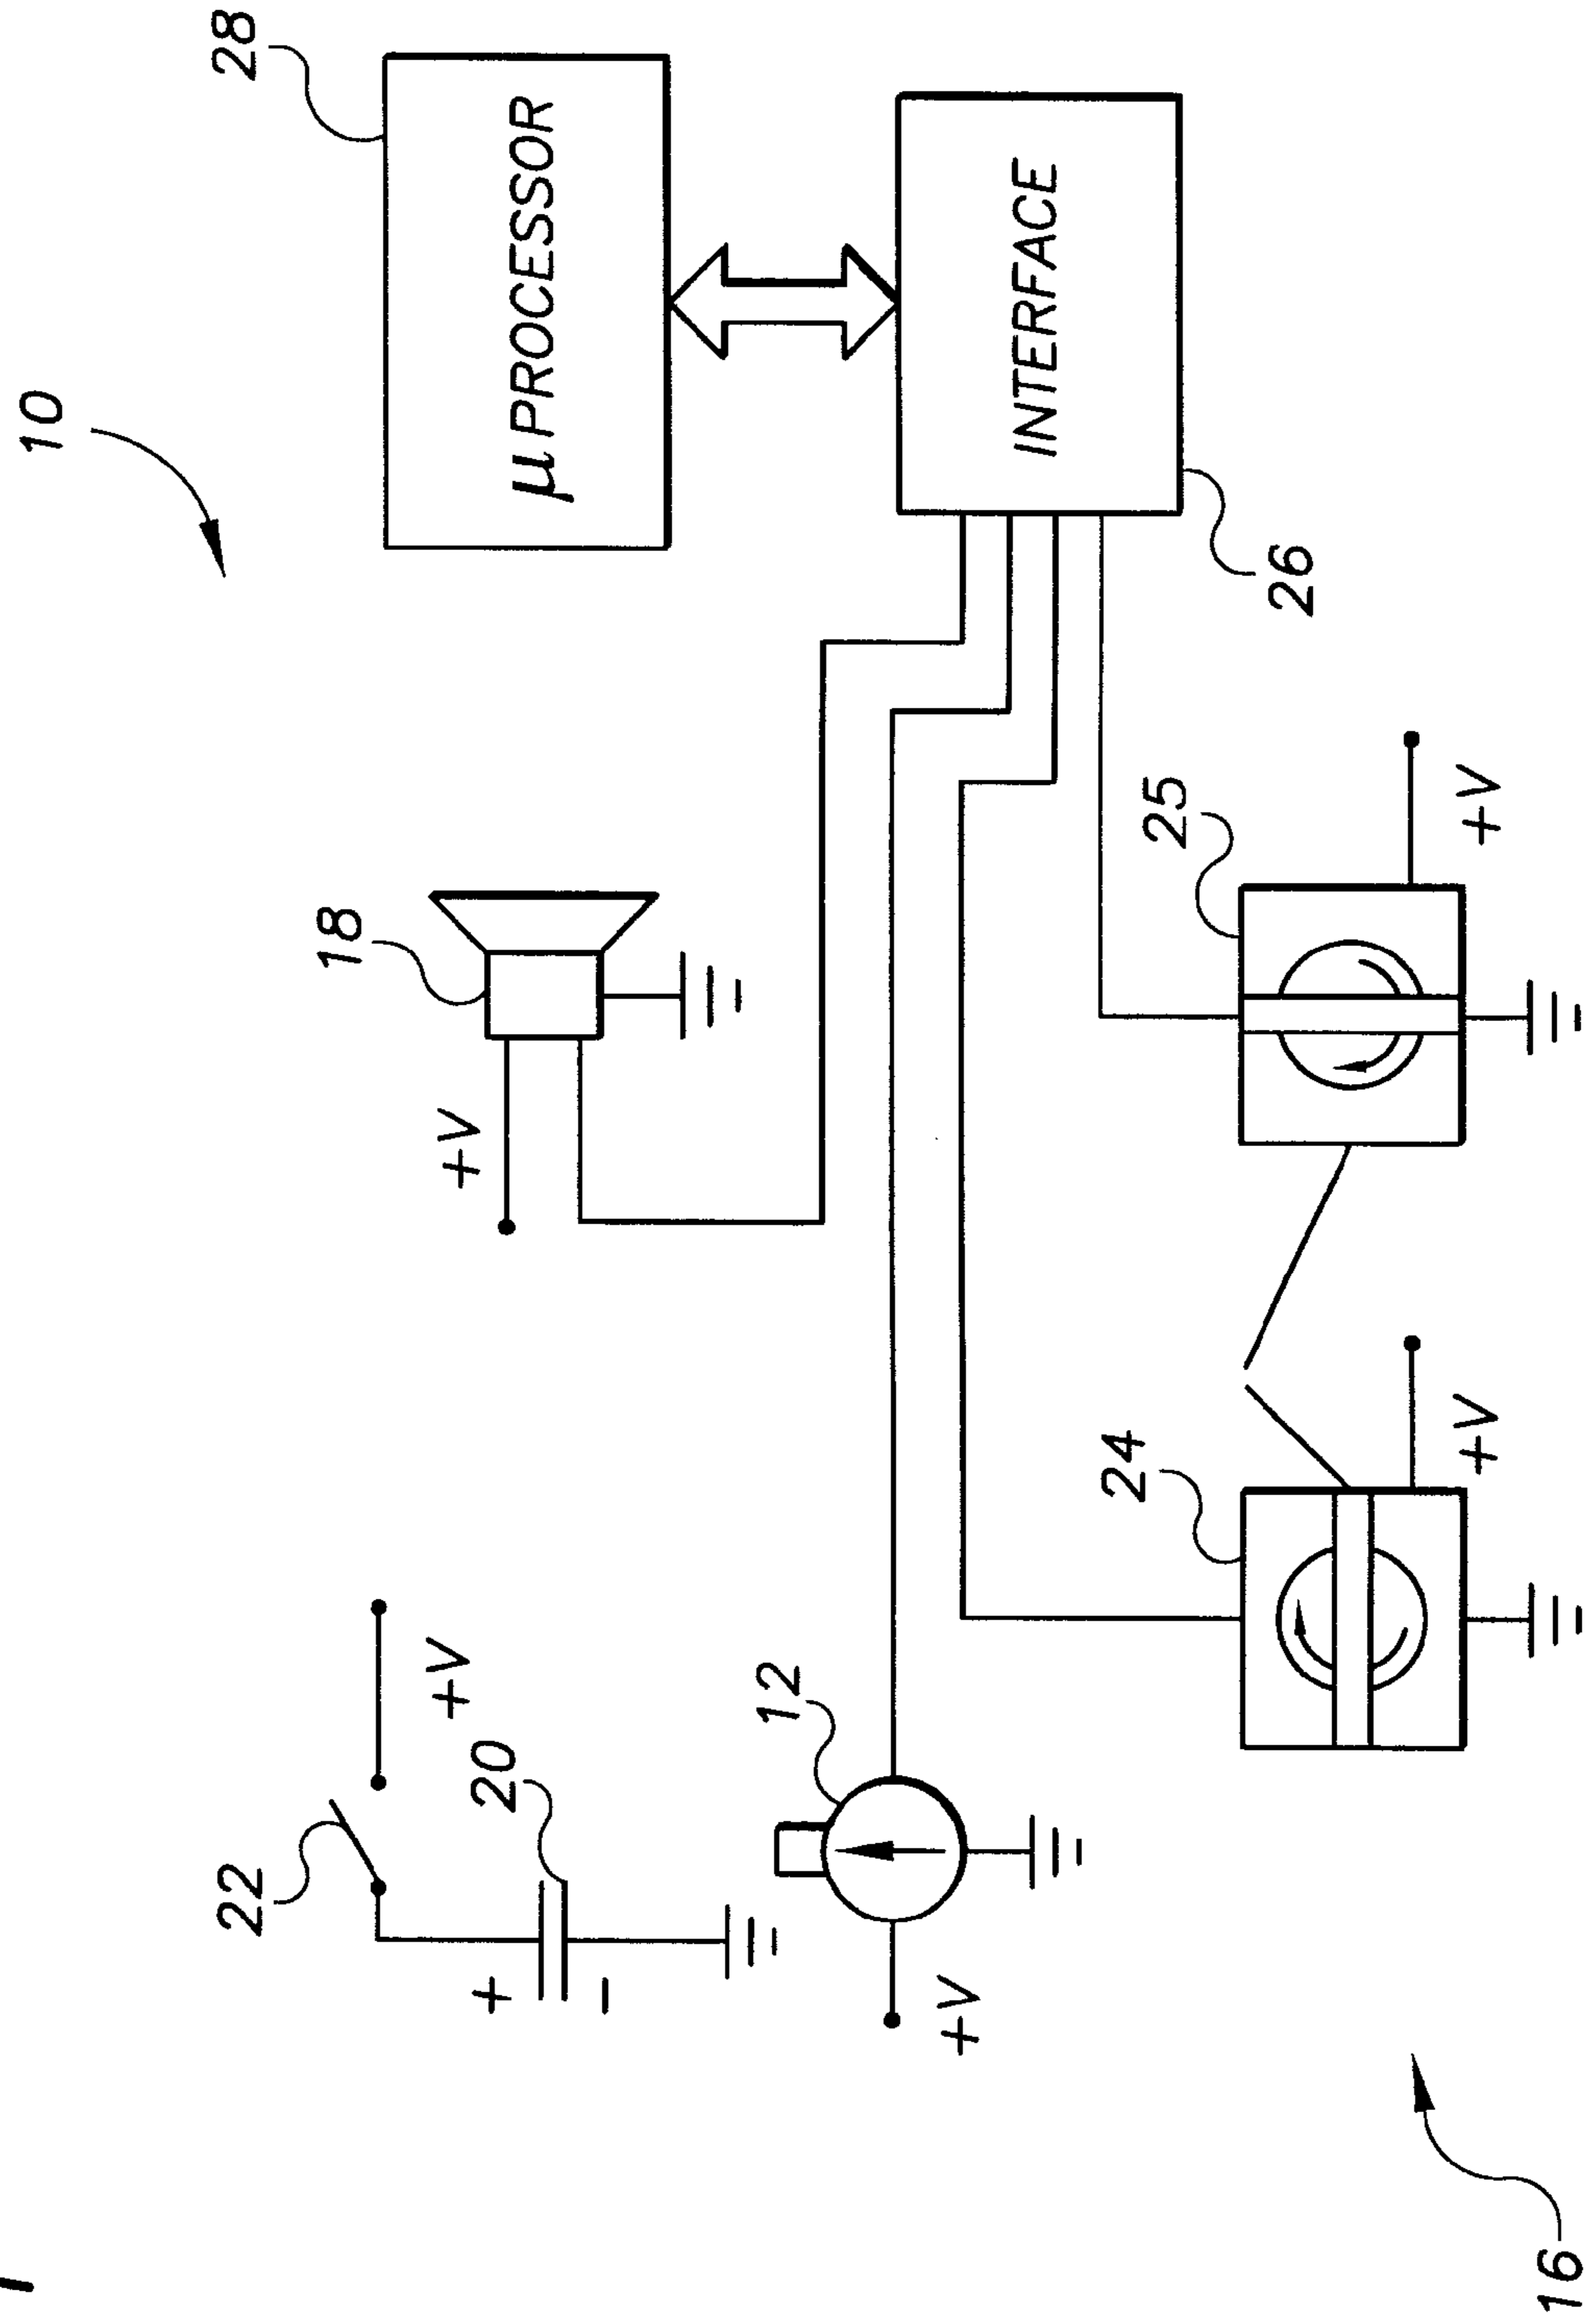 10
28
µPROCESSOR
18
+V
22
+V
20
+
-
12
+V
INTERFACE
26
24
+V
25
+V
16